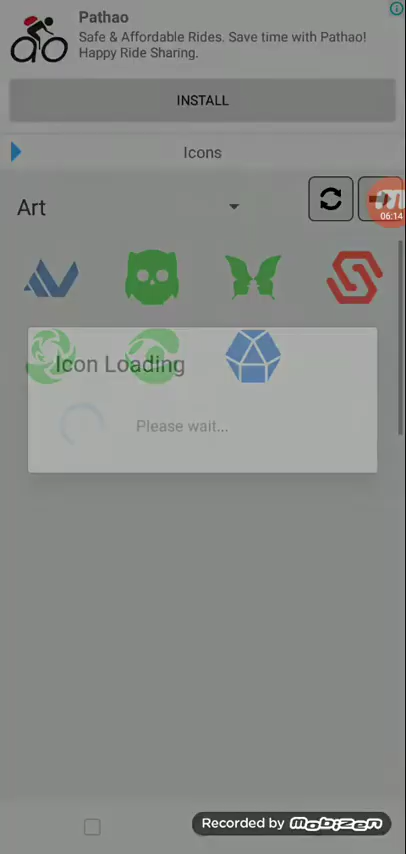 Pathao
Safe & Affordable Rides. Save time with Pathao!
Happy Ride Sharing.
INSTALL
Icons
Art
06:14
Icon Loading
Please wait...
Recorded by MOBIZEN